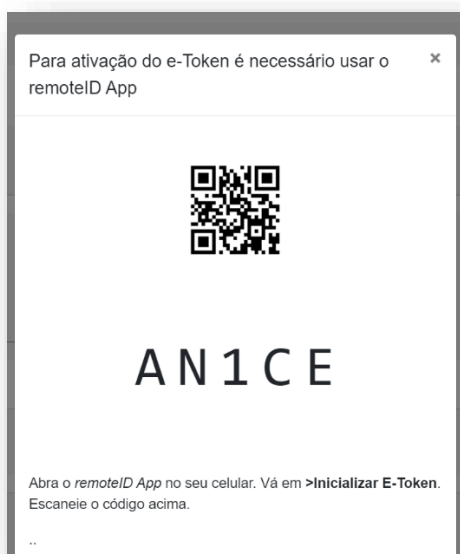 Para ativação do e-Token é necessário usar o ×
remoteID App
AN1CE
Abra o remoteID App no seu celular. Vá em >Inicializar E-Token.
Escaneie o código acima.
..